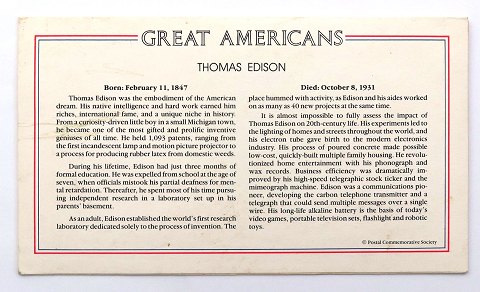 GREAT AMERICANS
THOMAS EDISON
Born: February 11, 1847
Thomas Edison was the embodiment of the American
dream. His native intelligence and hard work earned him
riches, international fame, and a unique niche in history.
From a curiosity-driven little boy in a small Michigan town,
he became one of the most gifted and prolific inventive
geniuses of all time. He held 1,093 patents, ranging from
the first incandescent lamp and motion picture projector to
a process for producing rubber latex from domestic weeds.
During his lifetime, Edison had just three months of
formal education. He was expelled from school at the age of
seven, when officials mistook his partial deafness for men-
tal retardation. Thereafter, he spent most of his time pursu-
ing independent research in a laboratory set up in his
parents' basement.
As an adult, Edison established the world's first research
laboratory dedicated solely to the process of invention. The
Died: October 8, 1931
place hummed with activity, as Edison and his aides worked
on as many as 40 new projects at the same time.
It is almost impossible to fully assess the impact of
Thomas Edison on 20th-century life. His experiments led to
the lighting of homes and streets throughout the world, and
his electron tube gave birth to the modern electronics
industry. His process of poured concrete made possible
low-cost, quickly-built multiple family housing. He revolu-
tionized home entertainment with his phonograph and
wax records. Business efficiency was dramatically im-
proved by his high-speed telegraphic stock ticker and the
mimeograph machine. Edison was a communications pio-
neer, developing the carbon telephone transmitter and a
telegraph that could send multiple messages over a single
wire. His long-life alkaline battery is the basis of today's
video games, portable television sets, flashlight and robotic
toys.
© Postal Commemorative Society